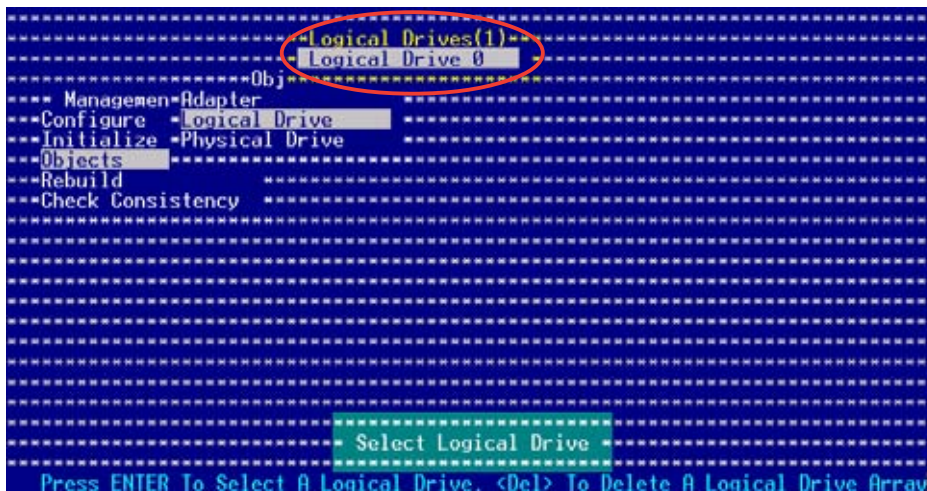 Logical Drives(1)
Logical Drive 0
Obj
Managemen
Adapter
Configure
Logical Drive
Initialize
Physical Drive
Objects
Rebuild
Check Consistency
Select Logical Drive
Press ENTER To Select A Logical Drive, <Del> To Delete A Logical Drive Array